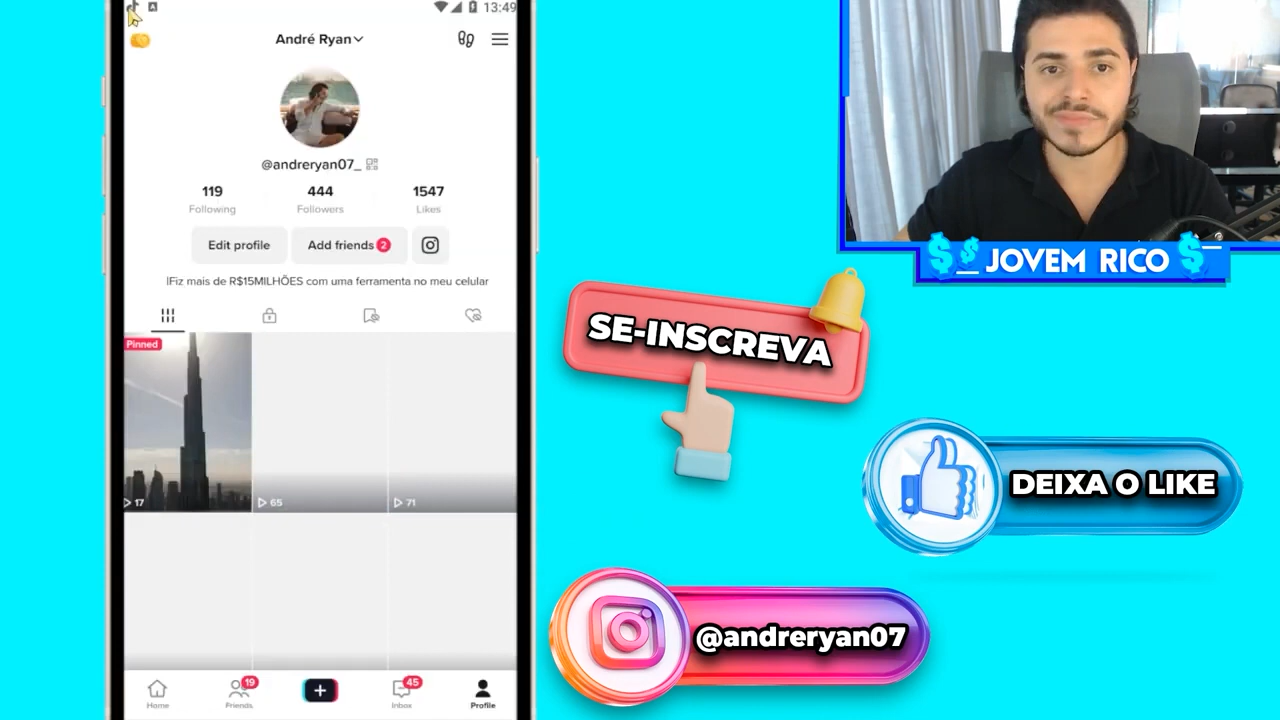 13:49
André Ryan
@andreryan07_
119
444
1547
Following
Followers
Likes
Edit profile
Add friends 2
|Fiz mais de R$15MILHÕES com uma ferramenta no meu celular
Pinned
17
65
71
19
45
Home
Friends
Inbox
Profile
$ $ JOVEM RICO $
SE-INSCREVA
DEIXA O LIKE
@andreryan07